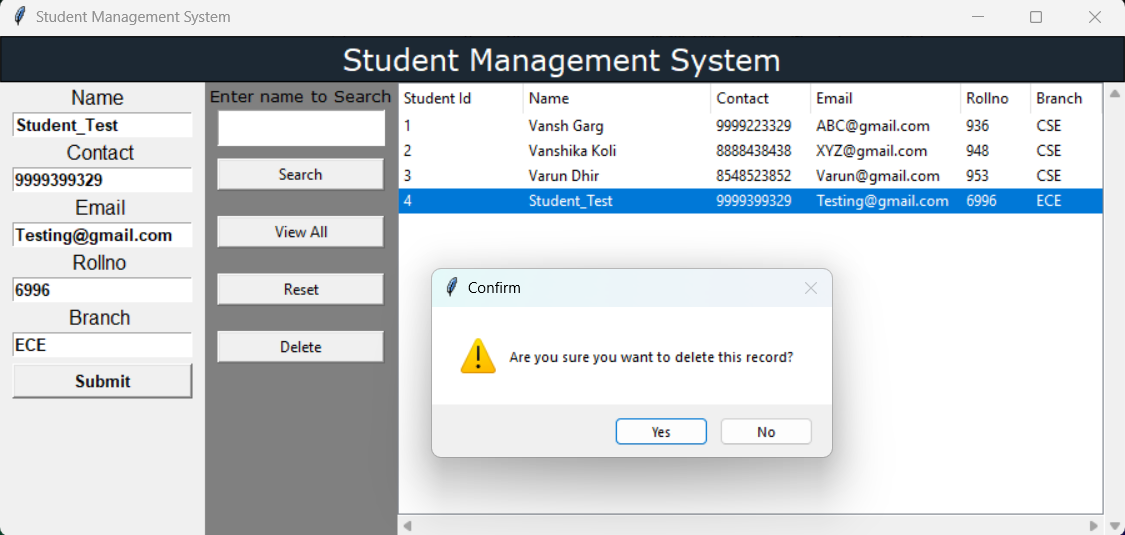 Student Management System
Student Management System
Name
Student_Test
Contact
9999399329
Email
Testing@gmail.com
Rollno
6996
Branch
ECE
Submit
Enter name to Search
Search
View All
Reset
Delete
Student Id Name Contact Email Rollno Branch
1 Vansh Garg 9999223329 ABC@gmail.com 936 CSE
2 Vanshika Koli 8888438438 XYZ@gmail.com 948 CSE
3 Varun Dhir 8548523852 Varun@gmail.com 953 CSE
4 Student_Test 9999399329 Testing@gmail.com 6996 ECE
Confirm
Are you sure you want to delete this record?
Yes No